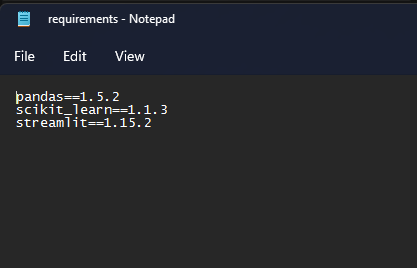 requirements - Notepad
File Edit View
pandas==1.5.2
scikit_learn==1.1.3
streamlit==1.15.2